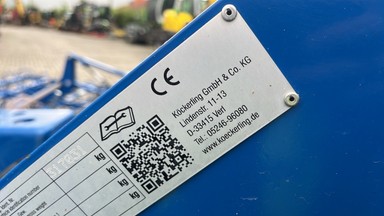 CE
Köckerling GmbH & Co. KG
Lindenstr. 11-13
D-33415 Verl
Tel.: 05246-96080
www.koeckerling.de
kg
kg
kg